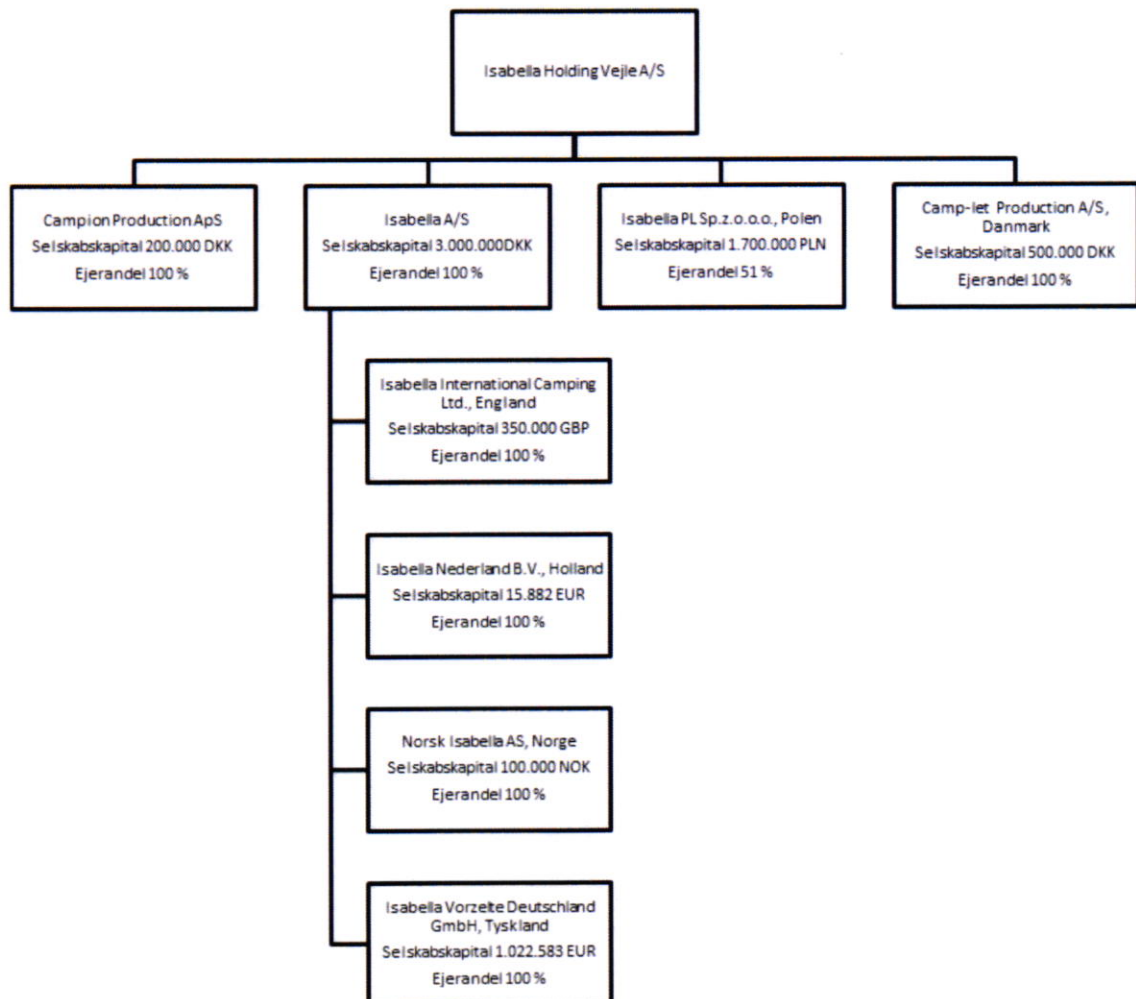 Isabella Holding Vejle A/S
Campion Production ApS
Selskabskapital 200.000 DKK
Ejerandel 100 %
Isabella A/S
Selskabskapital 3.000.000DKK
Ejerandel 100 %
Isabella PL Sp.z.o.o.o., Polen
Selskabskapital 1.700.000 PLN
Ejerandel 51 %
Camp-let Production A/S,
Danmark
Selskabskapital 500.000 DKK
Ejerandel 100 %
Isabella International Camping
Ltd., England
Selskabskapital 350.000 GBP
Ejerandel 100 %
Isabella Nederland B.V., Holland
Selskabskapital 15.882 EUR
Ejerandel 100 %
Norsk Isabella AS, Norge
Selskabskapital 100.000 NOK
Ejerandel 100 %
Isabella Vorzelte Deutschland
GmbH, Tyskland
Selskabskapital 1.022.583 EUR
Ejerandel 100 %